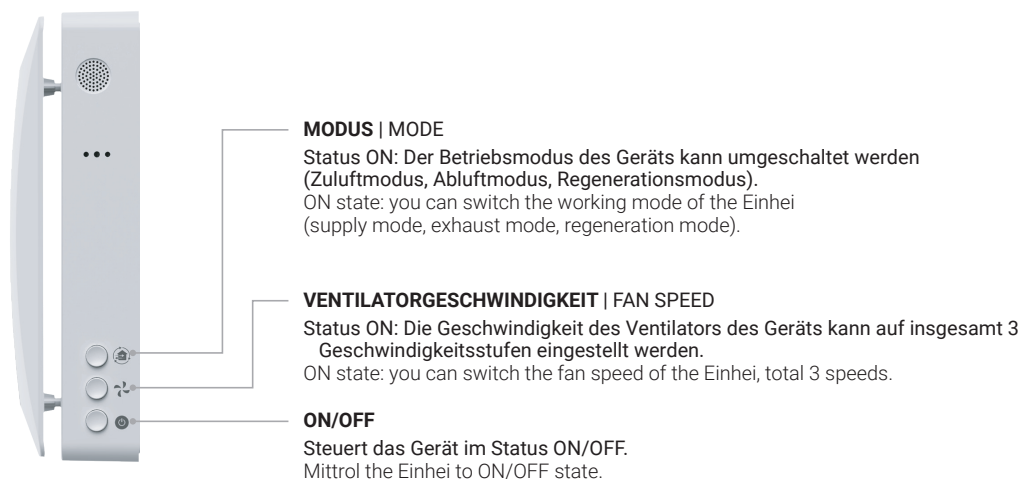 MODUS | MODE
Status ON: Der Betriebsmodus des Geräts kann umgeschaltet werden
(Zuluftmodus, Abluftmodus, Regenerationsmodus).
ON state: you can switch the working mode of the Einhei
(supply mode, exhaust mode, regeneration mode).
VENTILATORGESCHWINDIGKEIT | FAN SPEED
Status ON: Die Geschwindigkeit des Ventilators des Geräts kann auf insgesamt 3
Geschwindigkeitsstufen eingestellt werden.
ON state: you can switch the fan speed of the Einhei, total 3 speeds.
ON/OFF
Steuert das Gerät im Status ON/OFF.
Mittrol the Einhei to ON/OFF state.